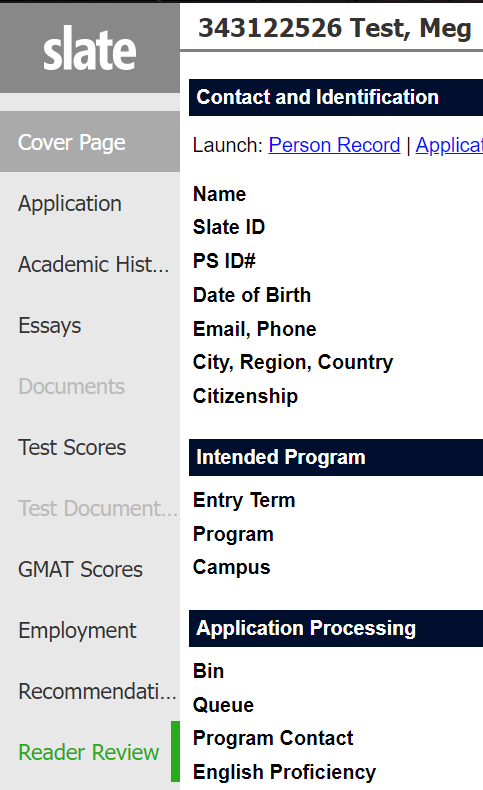 slate
Cover Page
Application
Academic Hist...
Essays
Documents
Test Scores
Test Document...
GMAT Scores
Employment
Recommendati...
Reader Review
343122526 Test, Meg
Contact and Identification
Launch: Person Record | Applicat
Name
Slate ID
PS ID#
Date of Birth
Email, Phone
City, Region, Country
Citizenship
Intended Program
Entry Term
Program
Campus
Application Processing
Bin
Queue
Program Contact
English Proficiency